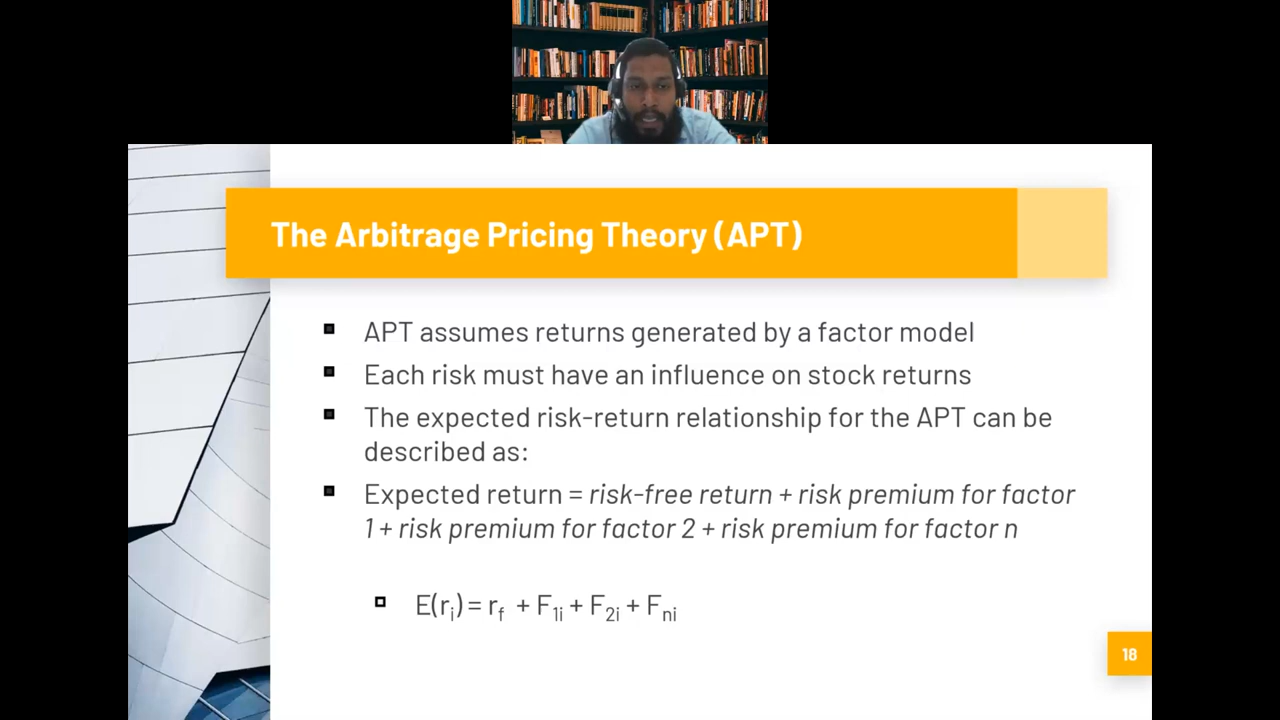 The Arbitrage Pricing Theory (APT)
APT assumes returns generated by a factor model
Each risk must have an influence on stock returns
The expected risk-return relationship for the APT can be
described as:
Expected return = risk-free return + risk premium for factor
1 + risk premium for factor 2 + risk premium for factor n
E(rᵢ) = r_f + F₁ᵢ + F₂ᵢ + Fₙᵢ
18